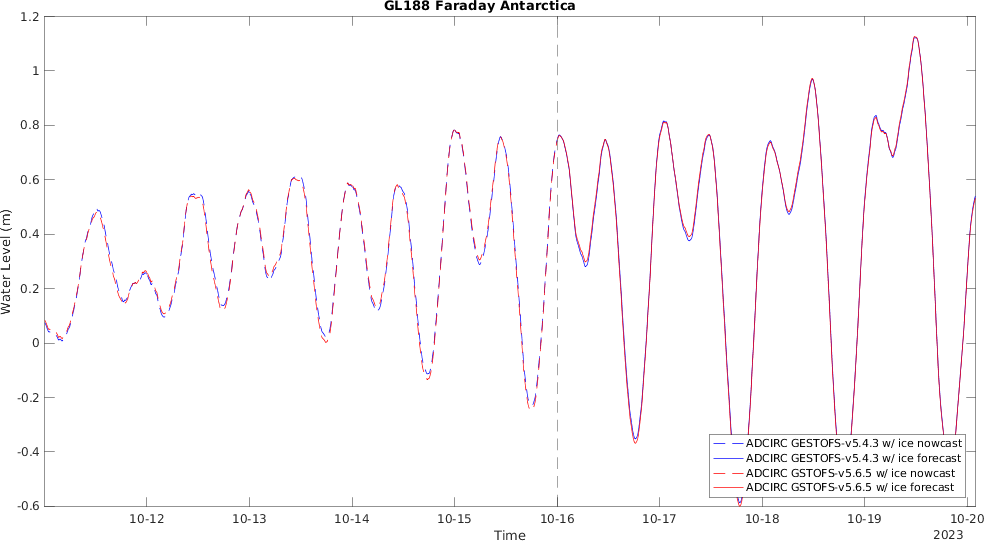 GL188 Faraday Antarctica
1.2
1
0.8
0.6
0.4
0.2
0
-0.2
-0.4
-0.6
Water Level (m)
ADCIRC GESTOFS-v5.4.3 w/ ice nowcast
ADCIRC GESTOFS-v5.4.3 w/ ice forecast
ADCIRC GSTOFS-v5.6.5 w/ ice nowcast
ADCIRC GSTOFS-v5.6.5 w/ ice forecast
10-12 10-13 10-14 10-15 10-16 10-17 10-18 10-19 10-20
Time
2023